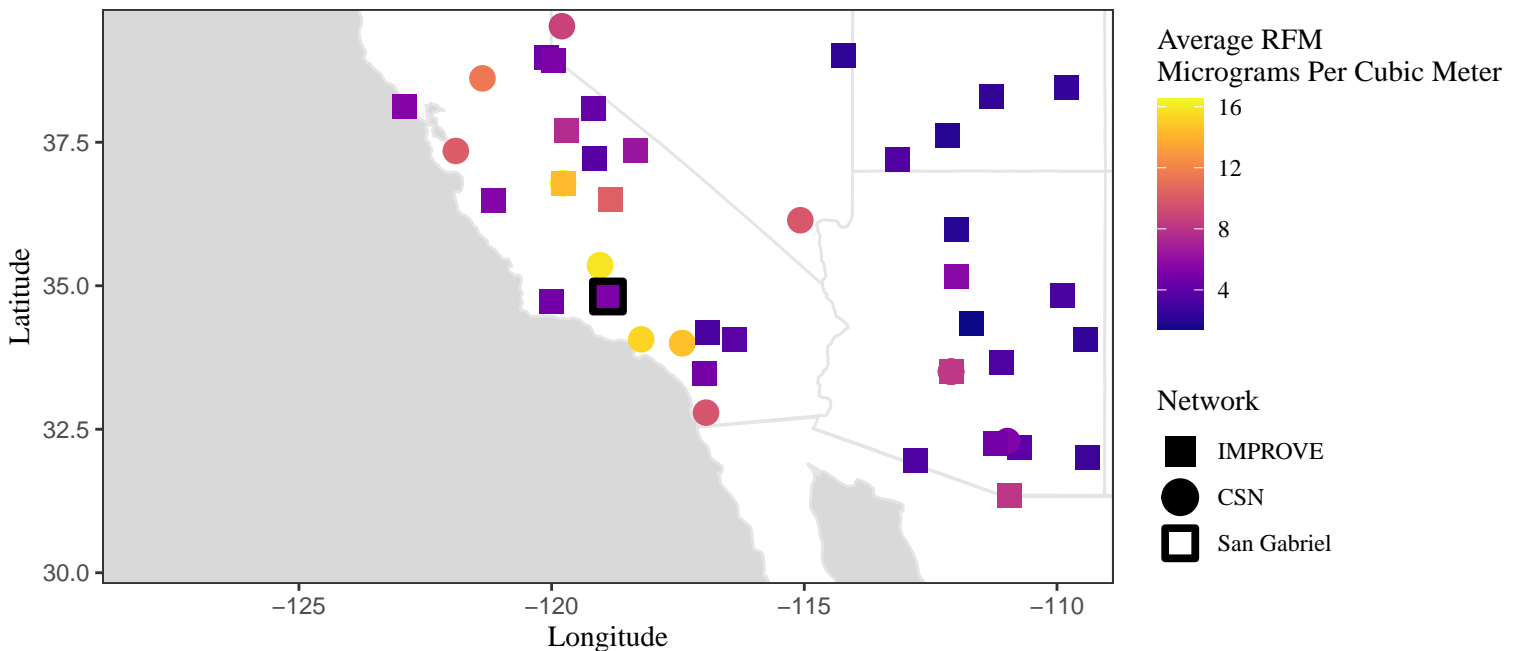 37.5
35.0
32.5
30.0
Latitude
−125
−120
−115
−110
Longitude
Average RFM
Micrograms Per Cubic Meter
16
12
8
4
Network
IMPROVE
CSN
San Gabriel